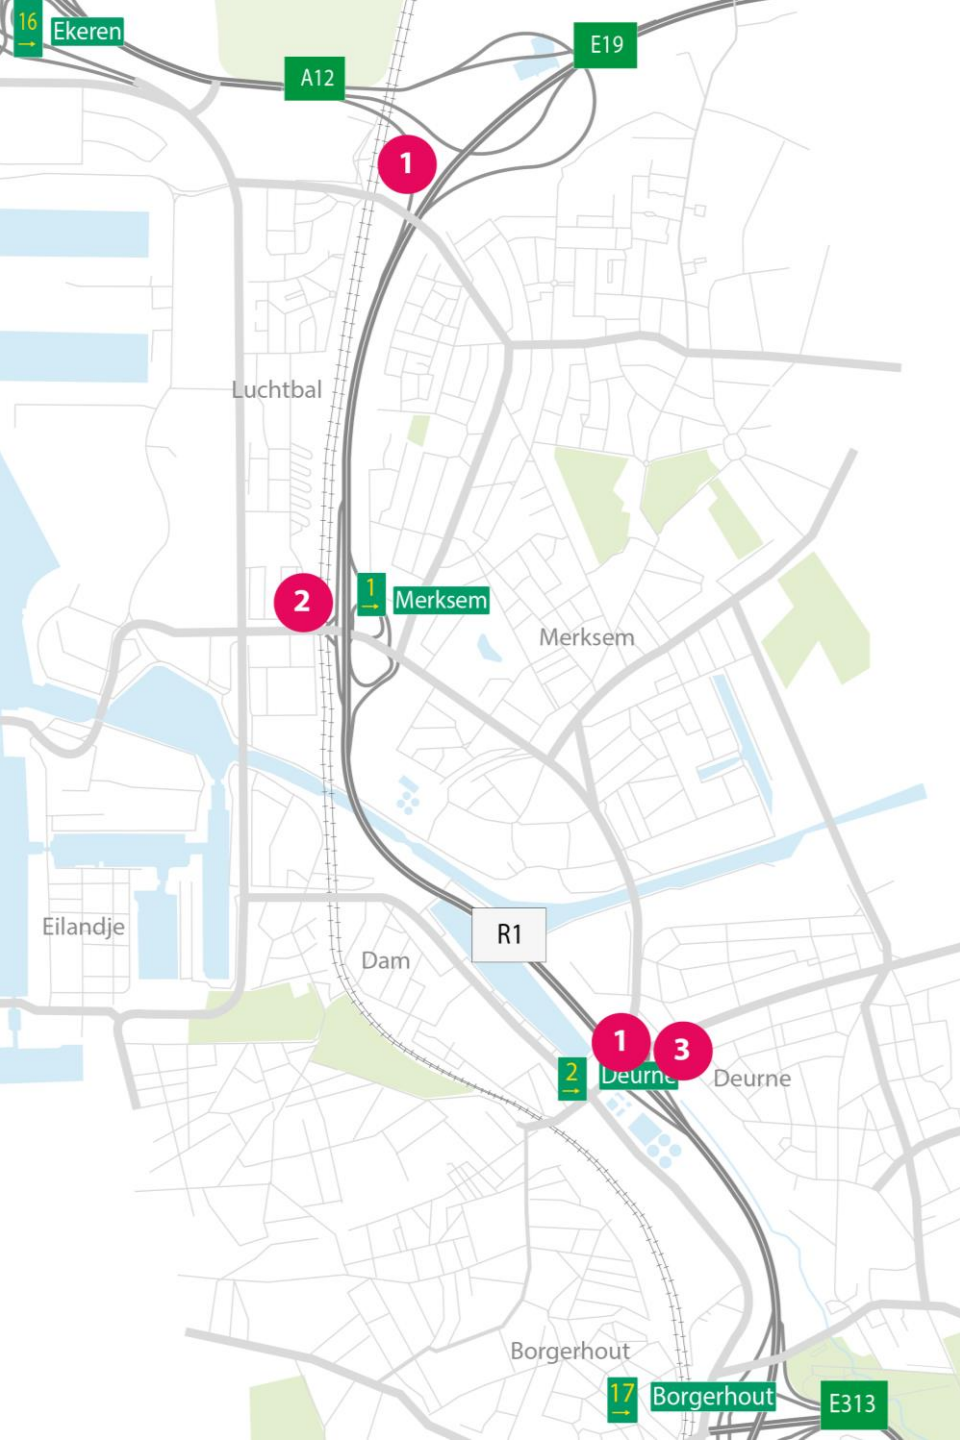 16
→
Ekeren
E19
A12
1
Luchtbal
2
1
→
Merksem
Merksem
R1
Eilandje
Dam
1
3
2
→
Deurne
Deurne
Borgerhout
17
→
Borgerhout
E313